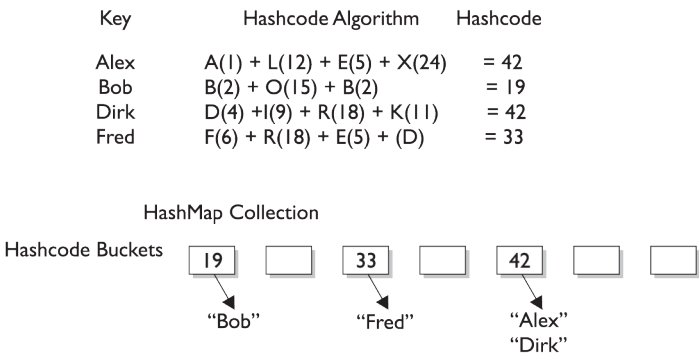 Key Hashcode Algorithm Hashcode
Alex A(1) + L(12) + E(5) + X(24) = 42
Bob B(2) + O(15) + B(2) = 19
Dirk D(4) +I(9) + R(18) + K(11) = 42
Fred F(6) + R(18) + E(5) + (D) = 33
HashMap Collection
Hashcode Buckets 19 33 42
"Bob" "Fred" "Alex"
"Dirk"